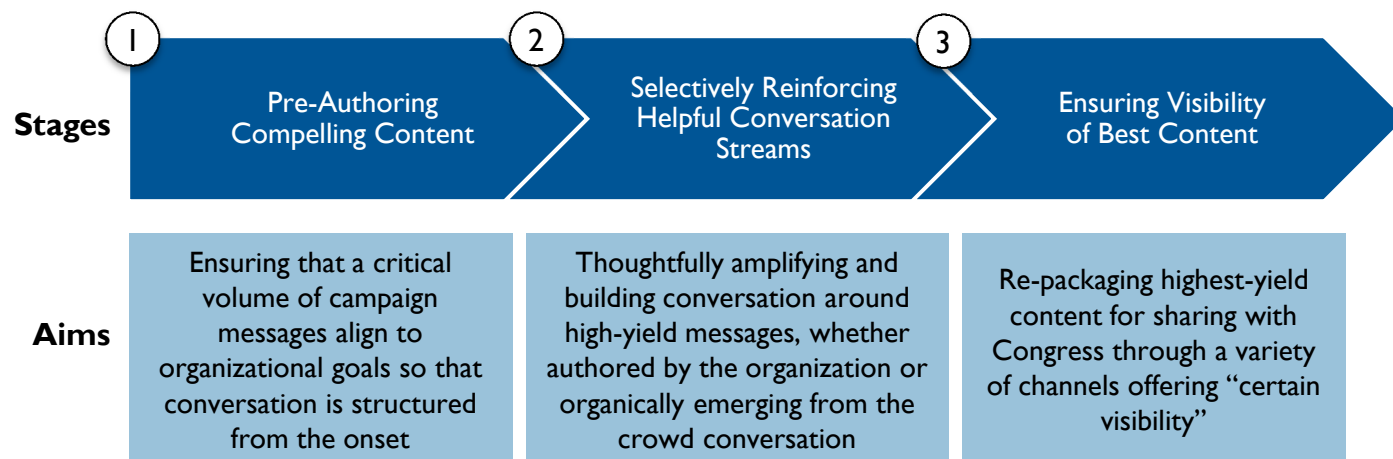 1
2
3
Stages
Pre-Authoring
Compelling Content
Selectively Reinforcing
Helpful Conversation
Streams
Ensuring Visibility
of Best Content
Aims
Ensuring that a critical
volume of campaign
messages align to
organizational goals so that
conversation is structured
from the onset
Thoughtfully amplifying and
building conversation around
high-yield messages, whether
authored by the organization or
organically emerging from the
crowd conversation
Re-packaging highest-yield
content for sharing with
Congress through a variety
of channels offering “certain
visibility”